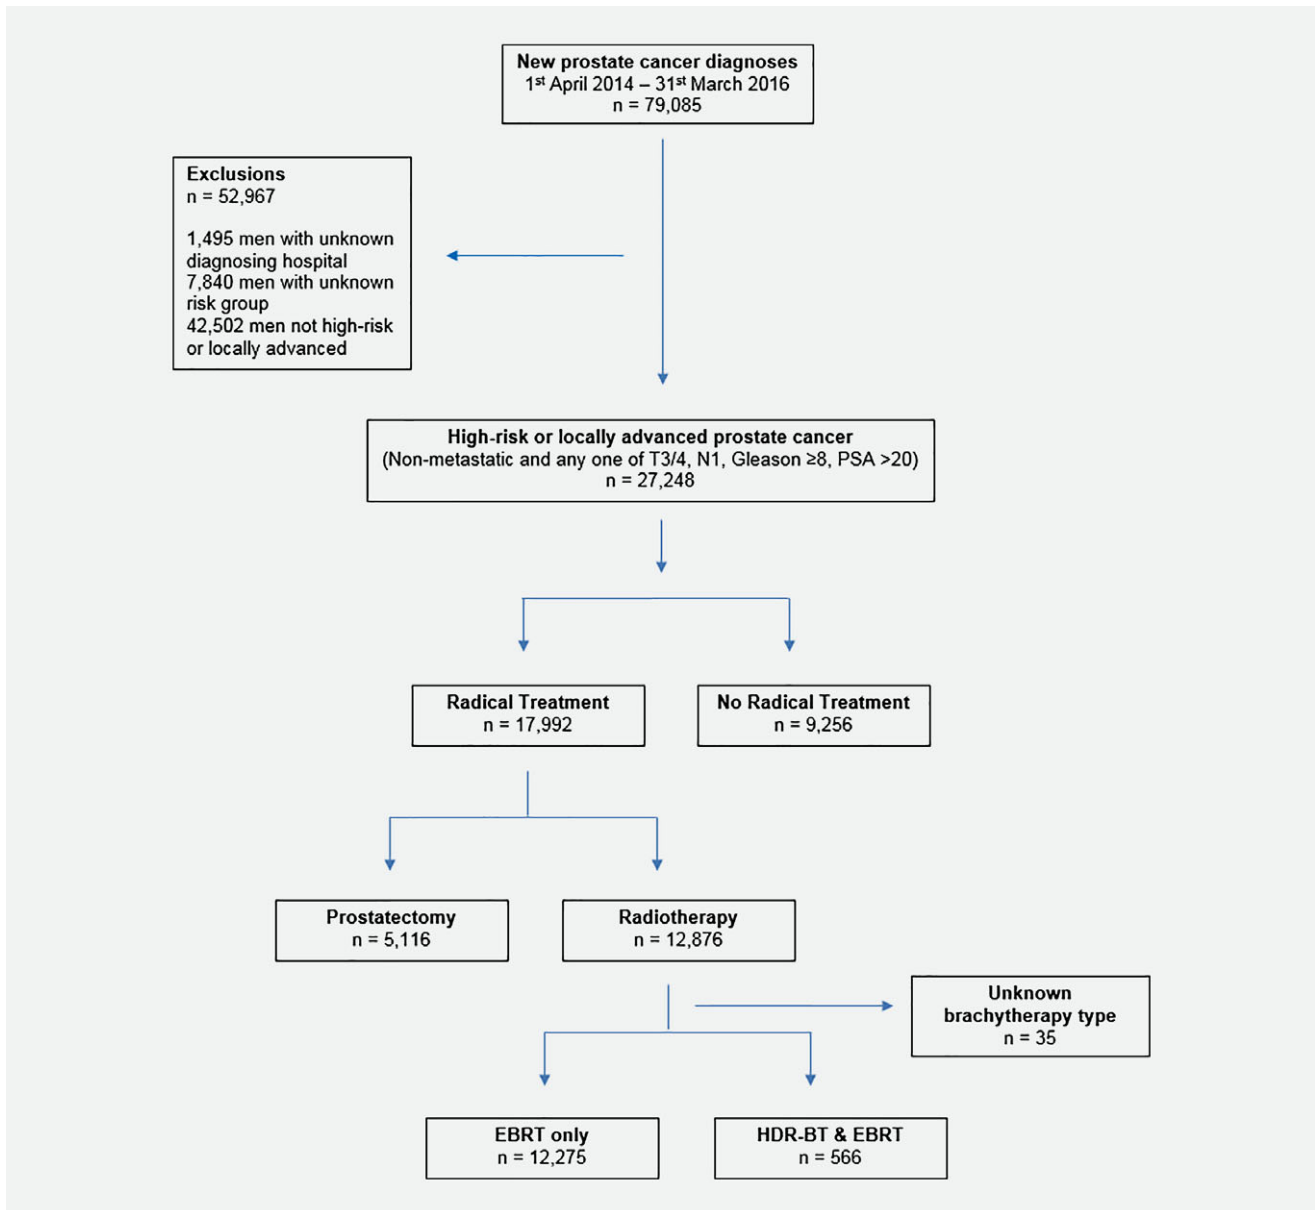 New prostate cancer diagnoses
1st April 2014 – 31st March 2016
n = 79,085
Exclusions
n = 52,967
1,495 men with unknown
diagnosing hospital
7,840 men with unknown
risk group
42,502 men not high-risk
or locally advanced
High-risk or locally advanced prostate cancer
(Non-metastatic and any one of T3/4, N1, Gleason ≥8, PSA >20)
n = 27,248
Radical Treatment
n = 17,992
No Radical Treatment
n = 9,256
Prostatectomy
n = 5,116
Radiotherapy
n = 12,876
Unknown
brachytherapy type
n = 35
EBRT only
n = 12,275
HDR-BT & EBRT
n = 566